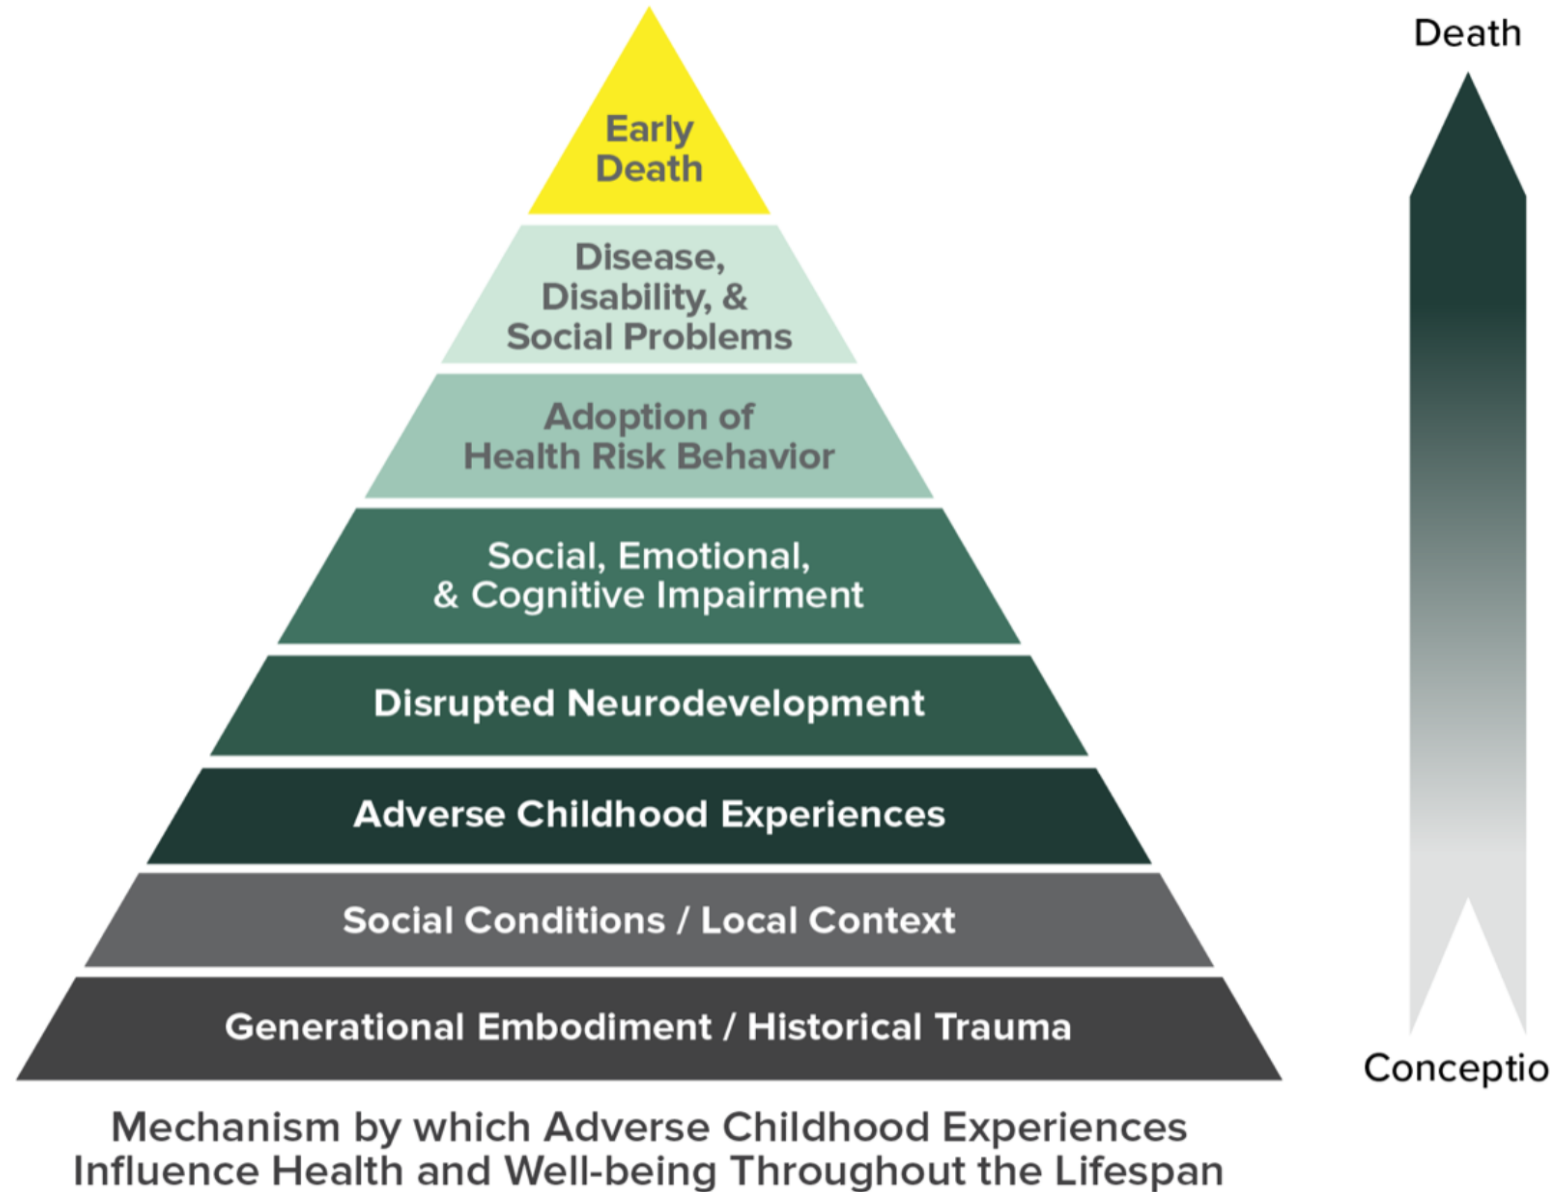 Death
Early
Death
Disease,
Disability, &
Social Problems
Adoption of
Health Risk Behavior
Social, Emotional,
& Cognitive Impairment
Disrupted Neurodevelopment
Adverse Childhood Experiences
Social Conditions / Local Context
Generational Embodiment / Historical Trauma
Conceptio
Mechanism by which Adverse Childhood Experiences
Influence Health and Well-being Throughout the Lifespan